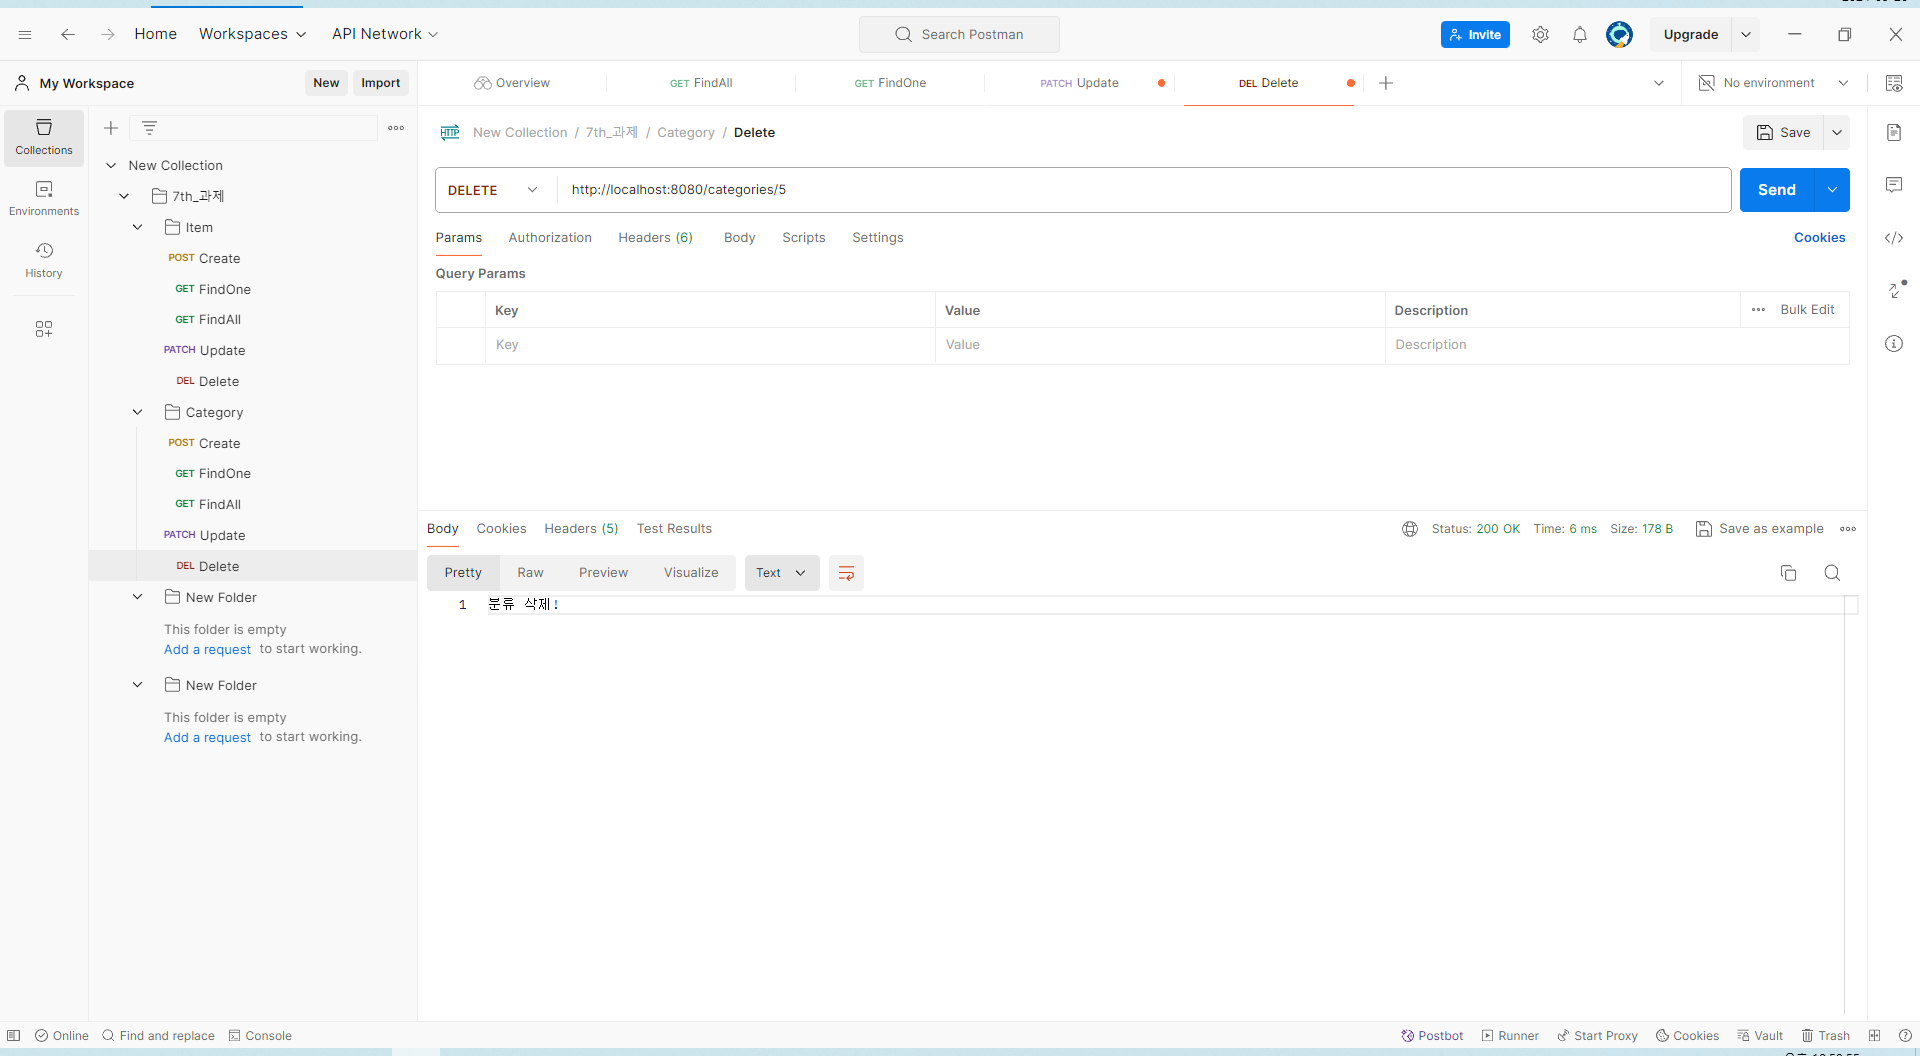 Home Workspaces API Network Search Postman Invite Upgrade
My Workspace New Import Overview GET FindAll GET FindOne PATCH Update DEL Delete No environment
Collections
Environments
History
New Collection
7th_과제
Item
POST Create
GET FindOne
GET FindAll
PATCH Update
DEL Delete
Category
POST Create
GET FindOne
GET FindAll
PATCH Update
DEL Delete
New Folder
This folder is empty
Add a request to start working.
New Folder
This folder is empty
Add a request to start working.
HTTP New Collection / 7th_과제 / Category / Delete Save
DELETE http://localhost:8080/categories/5 Send
Params Authorization Headers (6) Body Scripts Settings Cookies
Query Params
Key Value Description Bulk Edit
Key Value Description
Body Cookies Headers (5) Test Results Status: 200 OK Time: 6 ms Size: 178 B Save as example
Pretty Raw Preview Visualize Text
1 분류 삭제!
Online Find and replace Console Postbot Runner Start Proxy Cookies Vault Trash